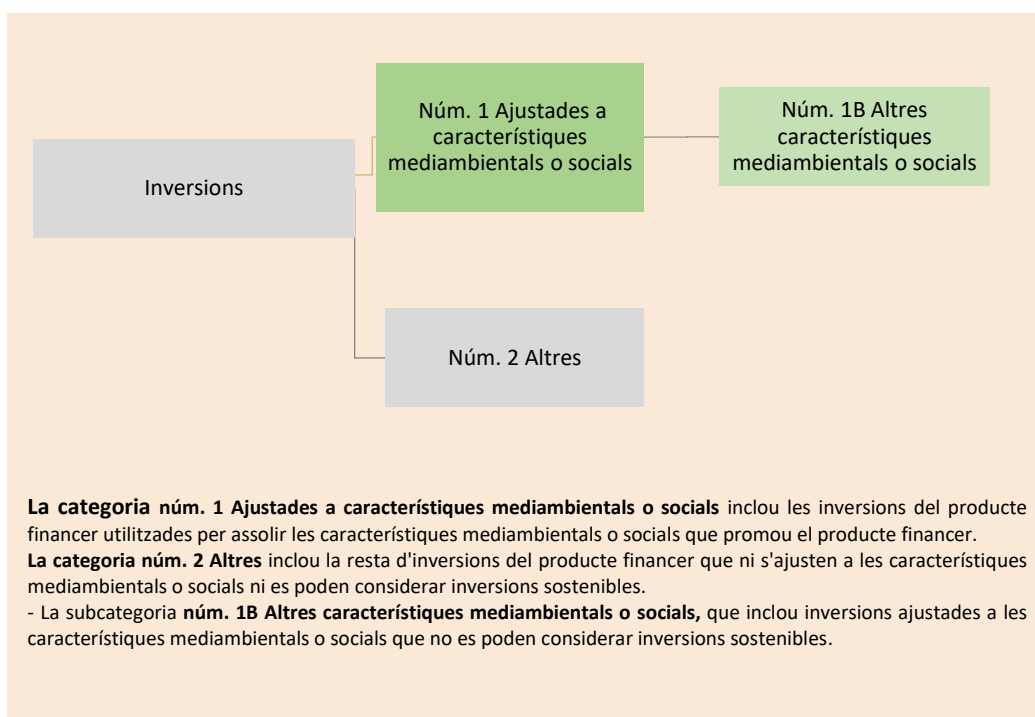 Núm. 1 Ajustades a
característiques
mediambientals o socials
Núm. 1B Altres
característiques
mediambientals o socials
Inversions
Núm. 2 Altres
La categoria núm. 1 Ajustades a característiques mediambientals o socials inclou les inversions del producte
financer utilitzades per assolir les característiques mediambientals o socials que promou el producte financer.
La categoria núm. 2 Altres inclou la resta d'inversions del producte financer que ni s'ajusten a les característiques
mediambientals o socials ni es poden considerar inversions sostenibles.
- La subcategoria núm. 1B Altres característiques mediambientals o socials, que inclou inversions ajustades a les
característiques mediambientals o socials que no es poden considerar inversions sostenibles.